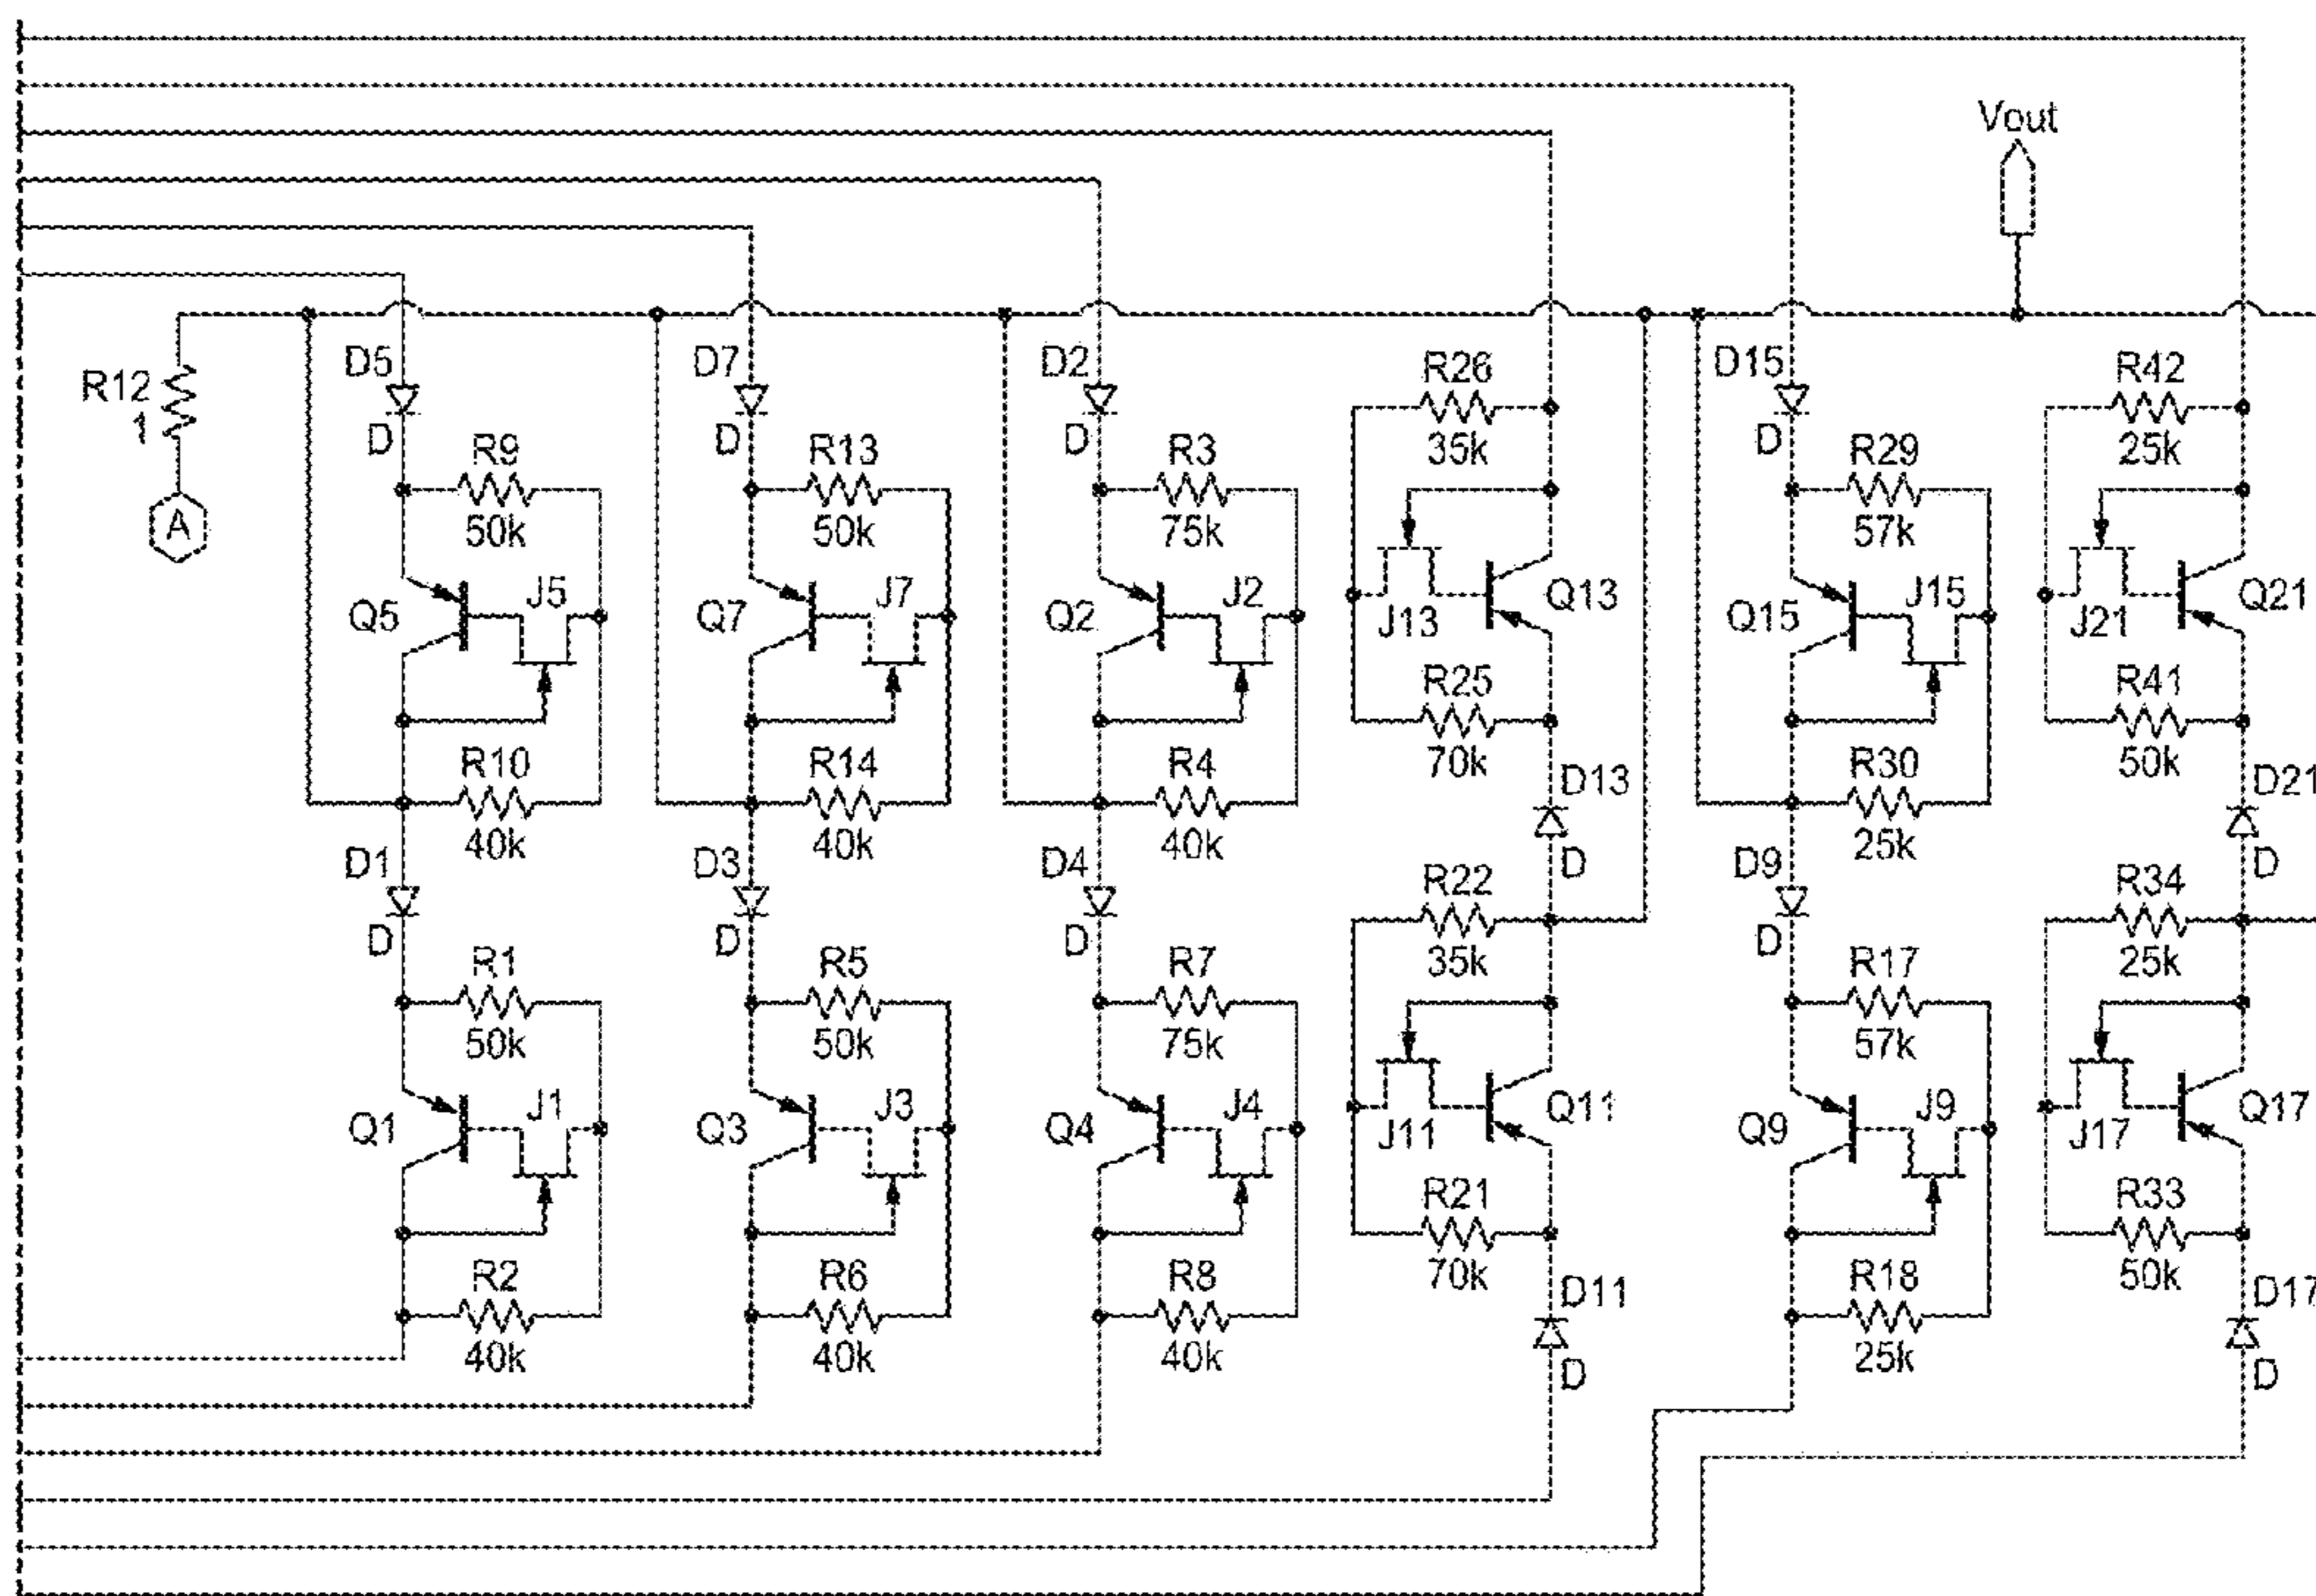 Vout
R12
1
A
D5
D
R9
50k
Q5
J5
R10
40k
D1
D
R1
50k
Q1
J1
R2
40k
D7
D
R13
50k
Q7
J7
R14
40k
D3
D
R5
50k
Q3
J3
R6
40k
D2
D
R3
75k
Q2
J2
R4
40k
D4
D
R7
75k
Q4
J4
R8
40k
R26
35k
J13
Q13
R25
70k
D13
D
R22
35k
J11
Q11
R21
70k
D11
D
D15
D
R29
57k
Q15
J15
R30
25k
D9
D
R17
57k
Q9
J9
R18
25k
R42
25k
J21
Q21
R41
50k
D21
D
R34
25k
J17
Q17
R33
50k
D17
D